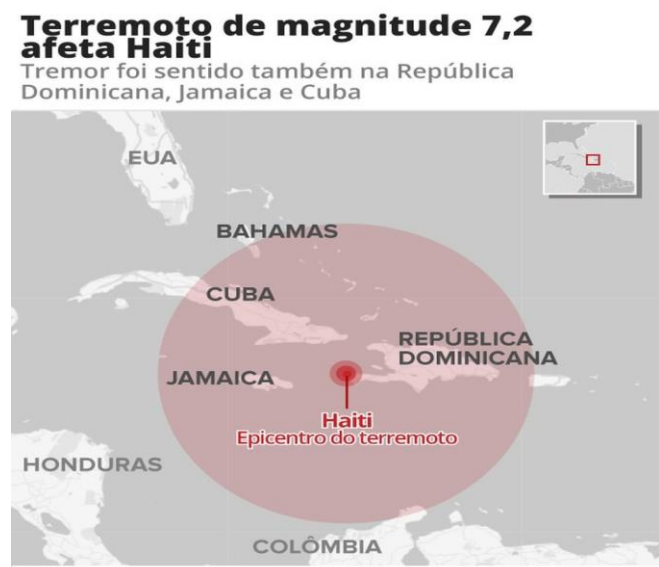 Terremoto de magnitude 7,2
afeta Haiti
Tremor foi sentido também na República
Dominicana, Jamaica e Cuba
EUA
BAHAMAS
CUBA
REPÚBLICA
DOMINICANA
JAMAICA
Haiti
Epicentro do terremoto
HONDURAS
COLÔMBIA